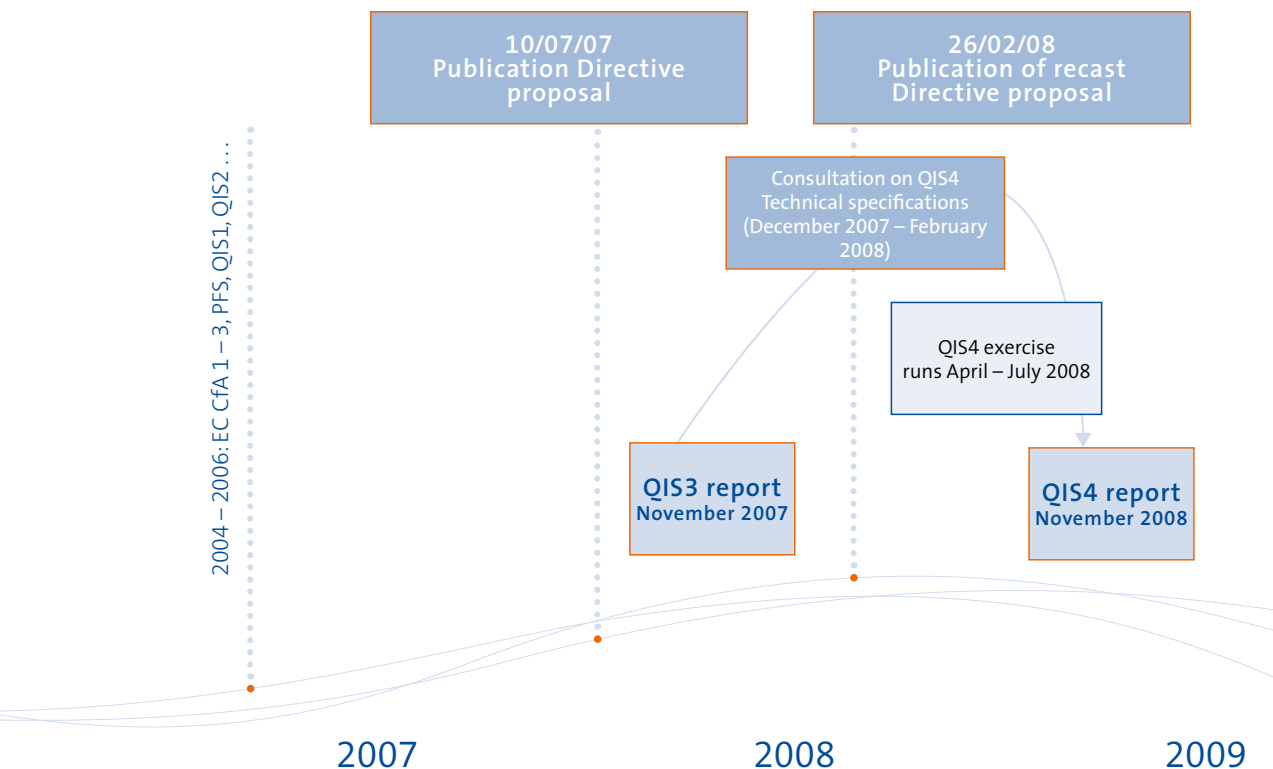 10/07/07
Publication Directive
proposal
26/02/08
Publication of recast
Directive proposal
2004 – 2006: EC CfA 1 – 3, PFS, QIS1, QIS2 ...
Consultation on QIS4
Technical specifications
(December 2007 – February
2008)
QIS4 exercise
runs April – July 2008
QIS3 report
November 2007
QIS4 report
November 2008
2007
2008
2009